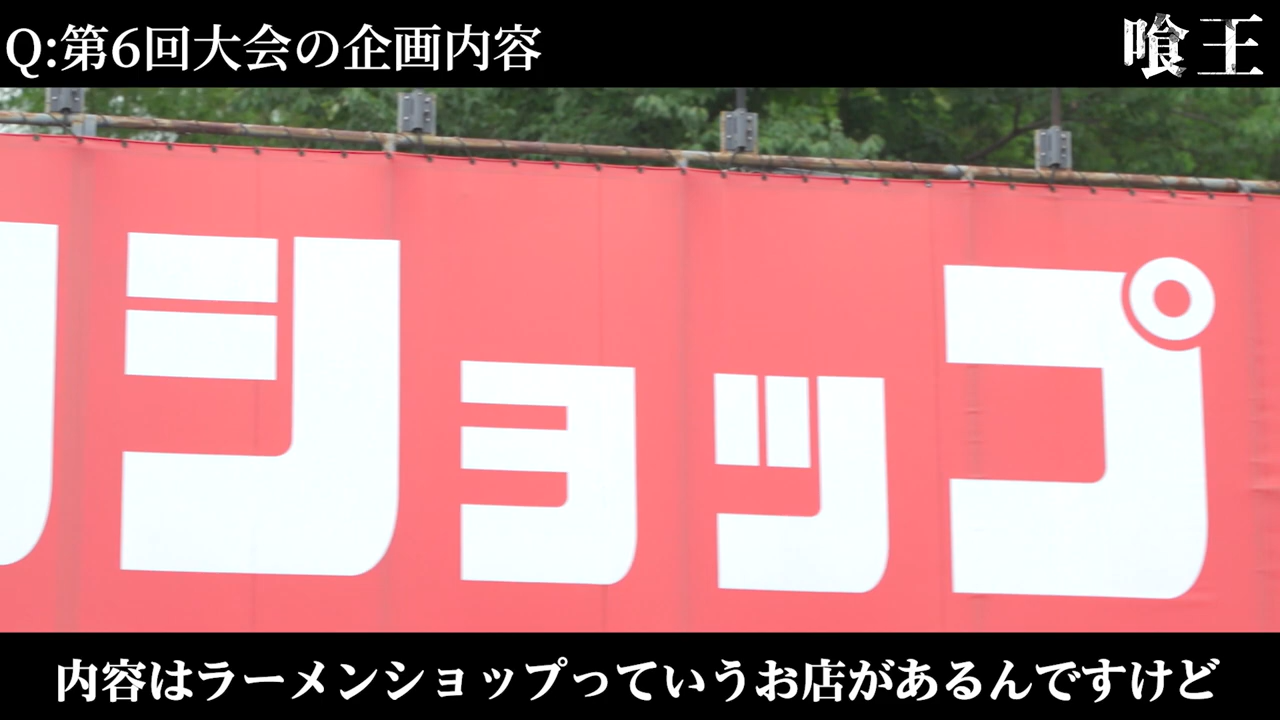 Q:第6回大会の企画内容
喰王
ンショップ
内容はラーメンショップっていうお店があるんですけど